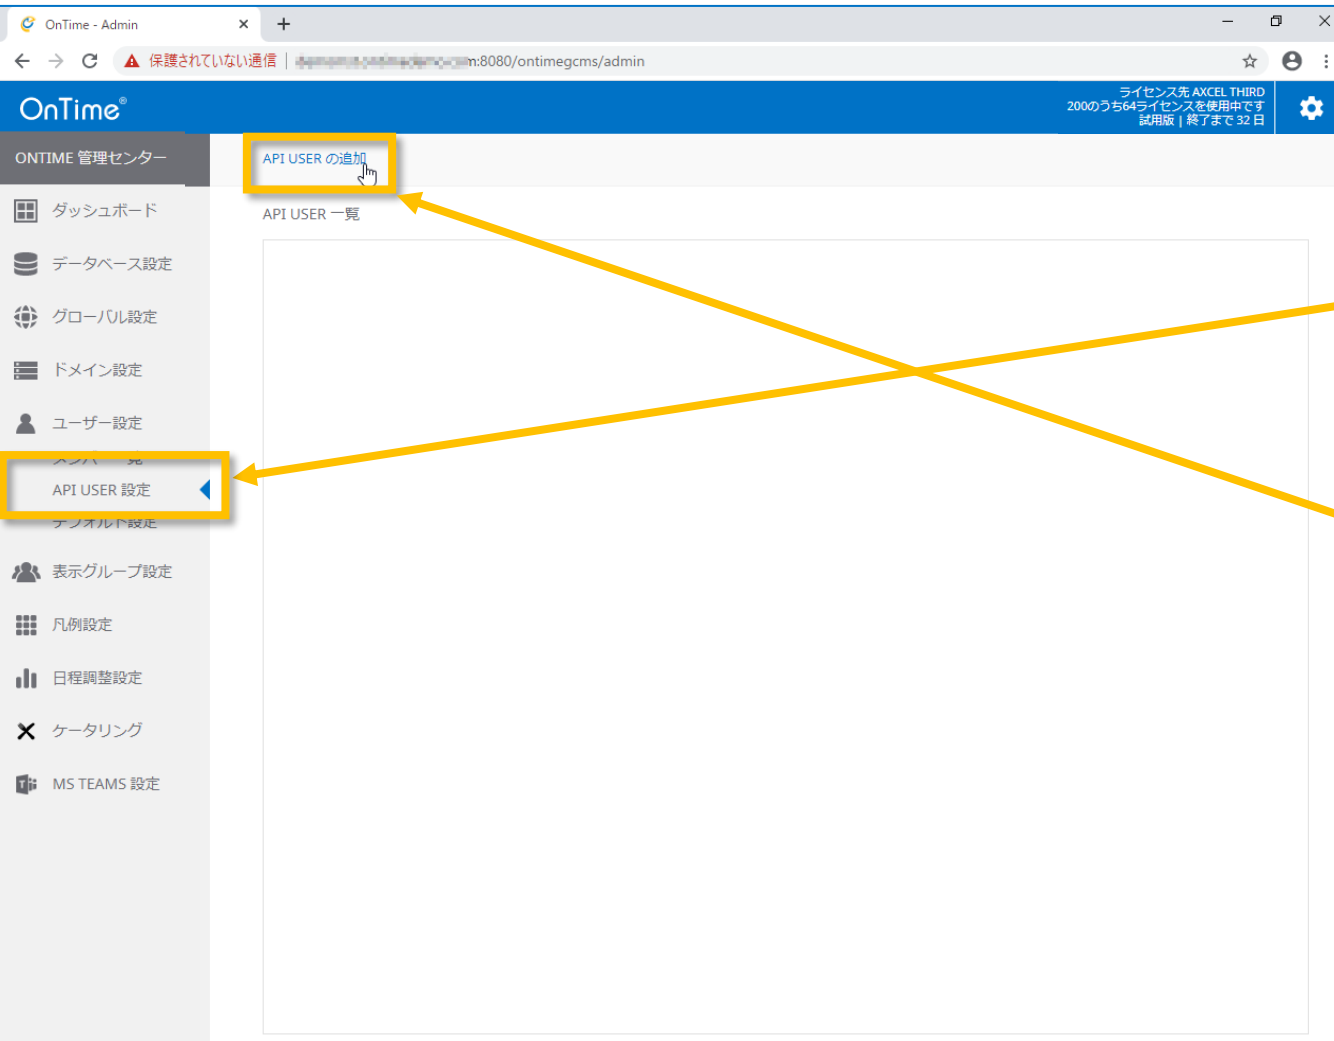 OnTime - Admin
保護されていない通信 | m:8080/ontimegcms/admin
OnTime®
ライセンス先 AXCEL THIRD
200のうち64ライセンスを使用中です
試用版 | 終了まで 32 日
ONTIME 管理センター
API USER の追加
ダッシュボード
API USER 一覧
データベース設定
グローバル設定
ドメイン設定
ユーザー設定
API USER 設定
デフォルト設定
表示グループ設定
凡例設定
日程調整設定
ケータリング
MS TEAMS 設定